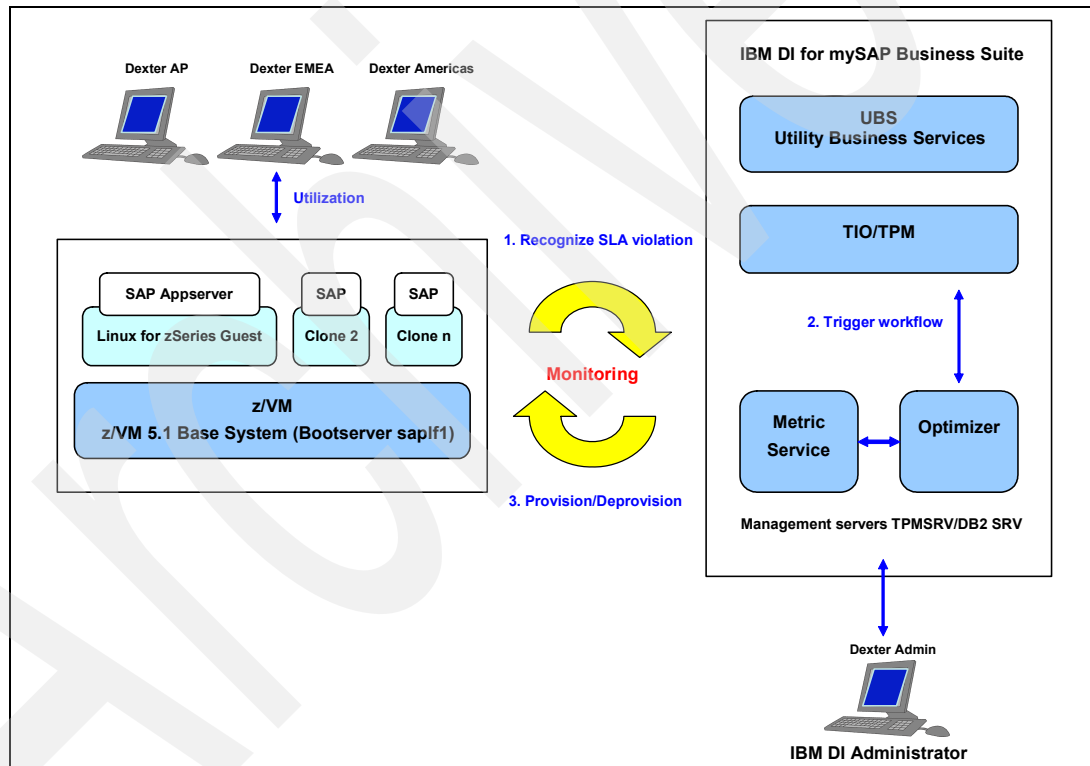 Dexter AP
Dexter EMEA
Dexter Americas
Utilization
SAP Appserver
SAP
SAP
Linux for zSeries Guest
Clone 2
Clone n
z/VM
z/VM 5.1 Base System (Bootserver saplf1)
1. Recognize SLA violation
Monitoring
3. Provision/Deprovision
IBM DI for mySAP Business Suite
UBS
Utility Business Services
TIO/TPM
2. Trigger workflow
Metric
Service
Optimizer
Management servers TPMSRV/DB2 SRV
Dexter Admin
IBM DI Administrator
Archive